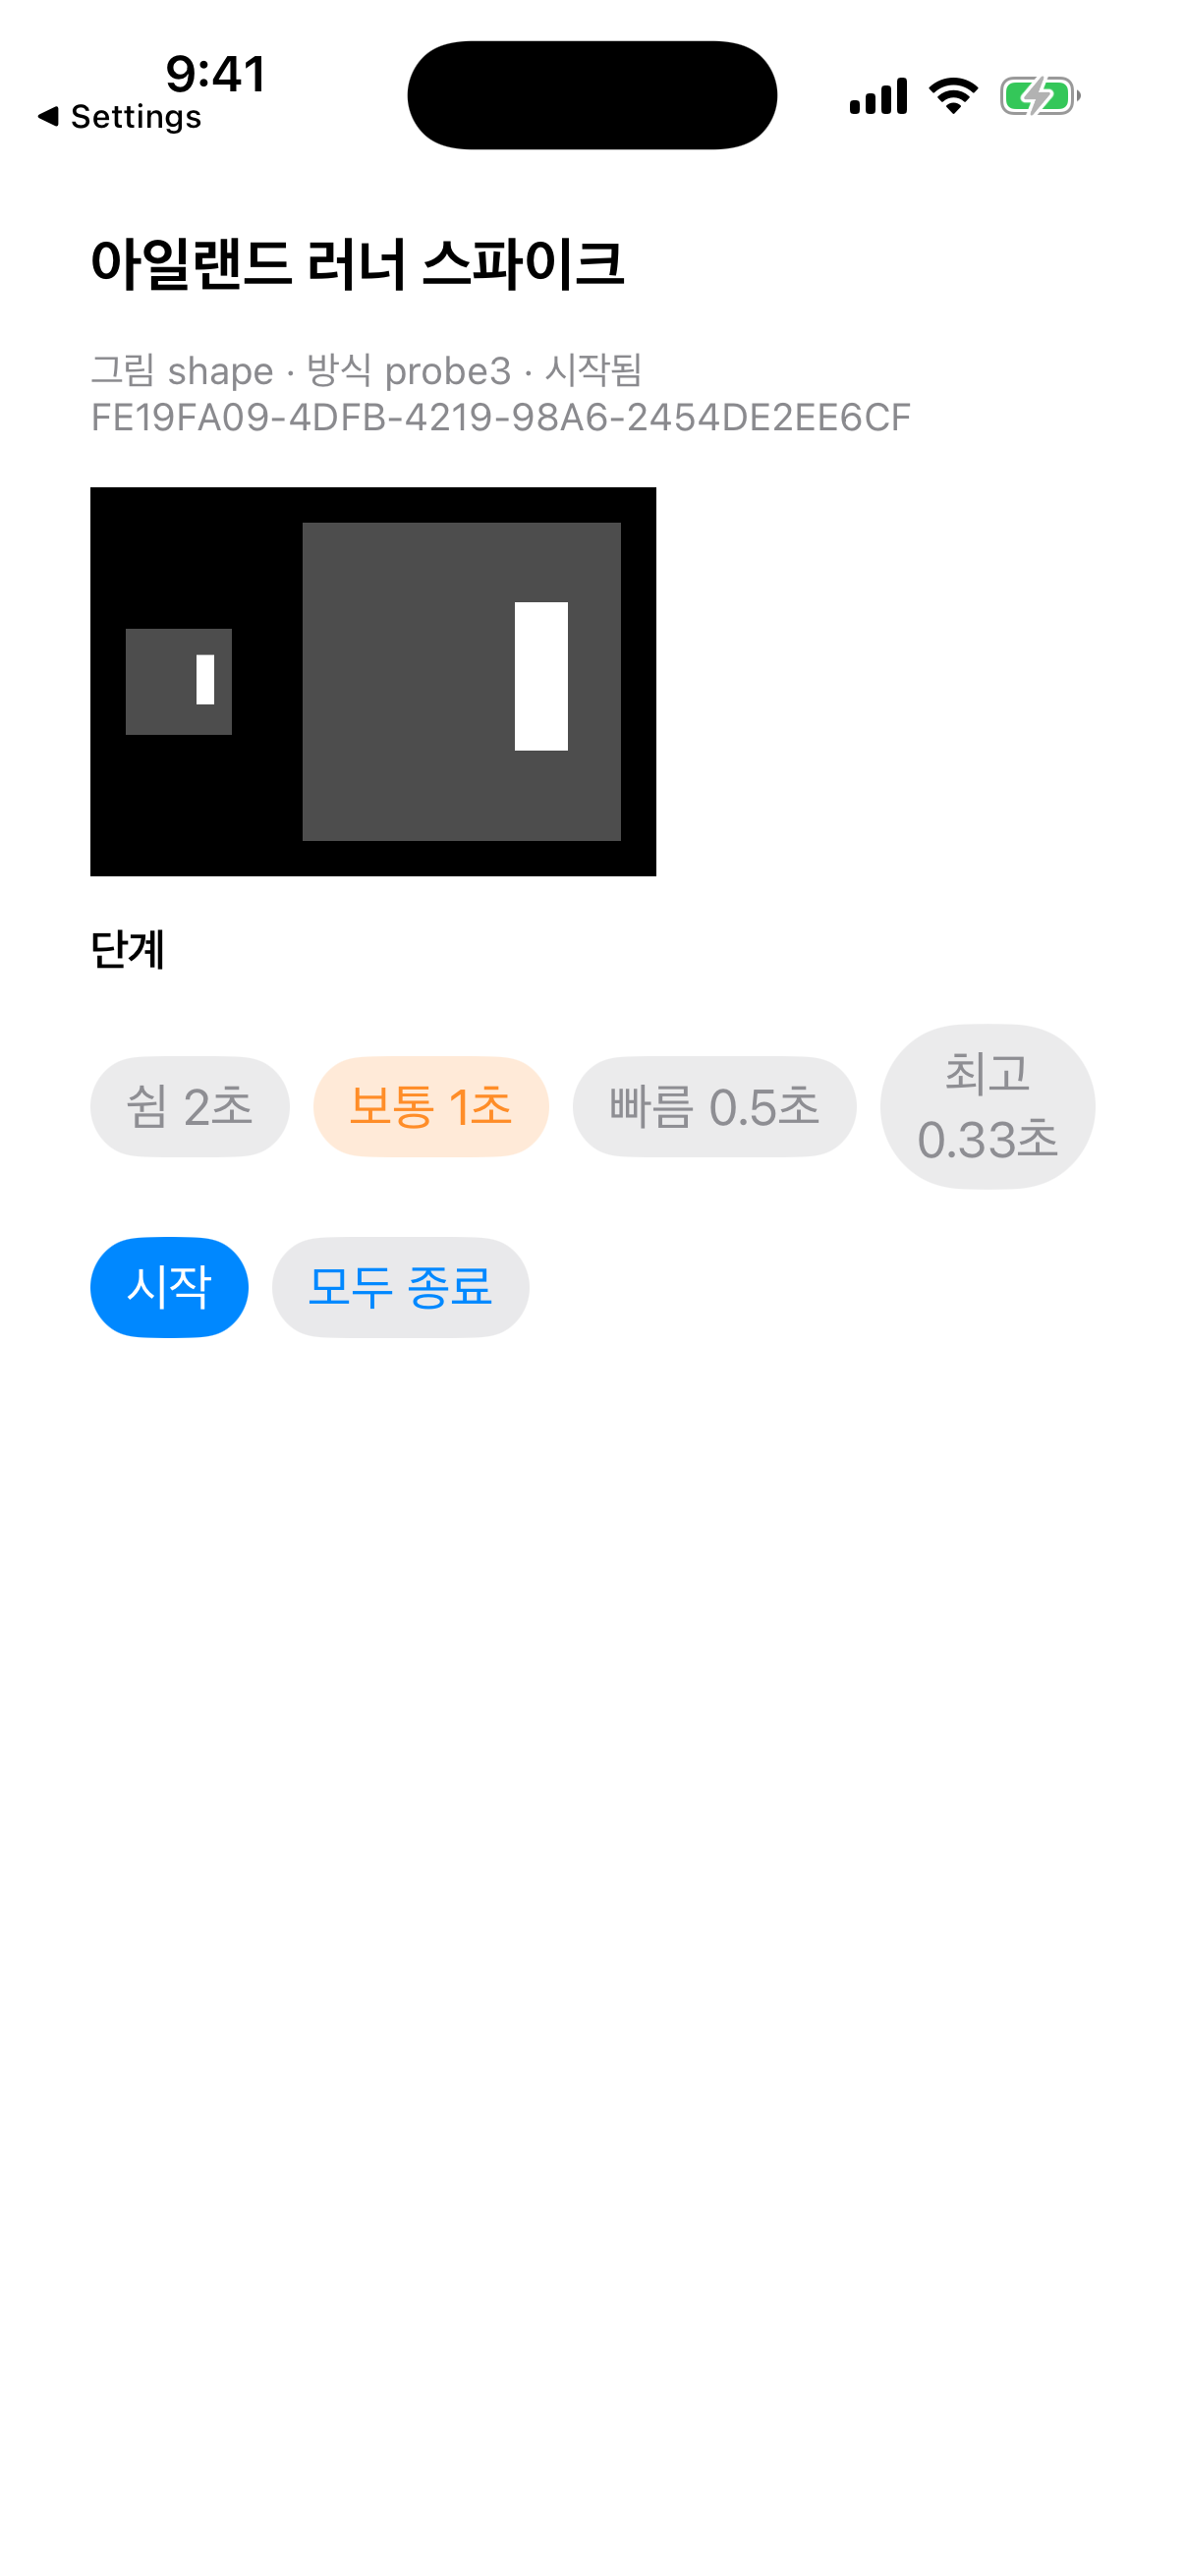 9:41
◀ Settings
아일랜드 러너 스파이크
그림 shape · 방식 probe3 · 시작됨
FE19FA09-4DFB-4219-98A6-2454DE2EE6CF
단계
쉼 2초
보통 1초
빠름 0.5초
최고
0.33초
시작
모두 종료